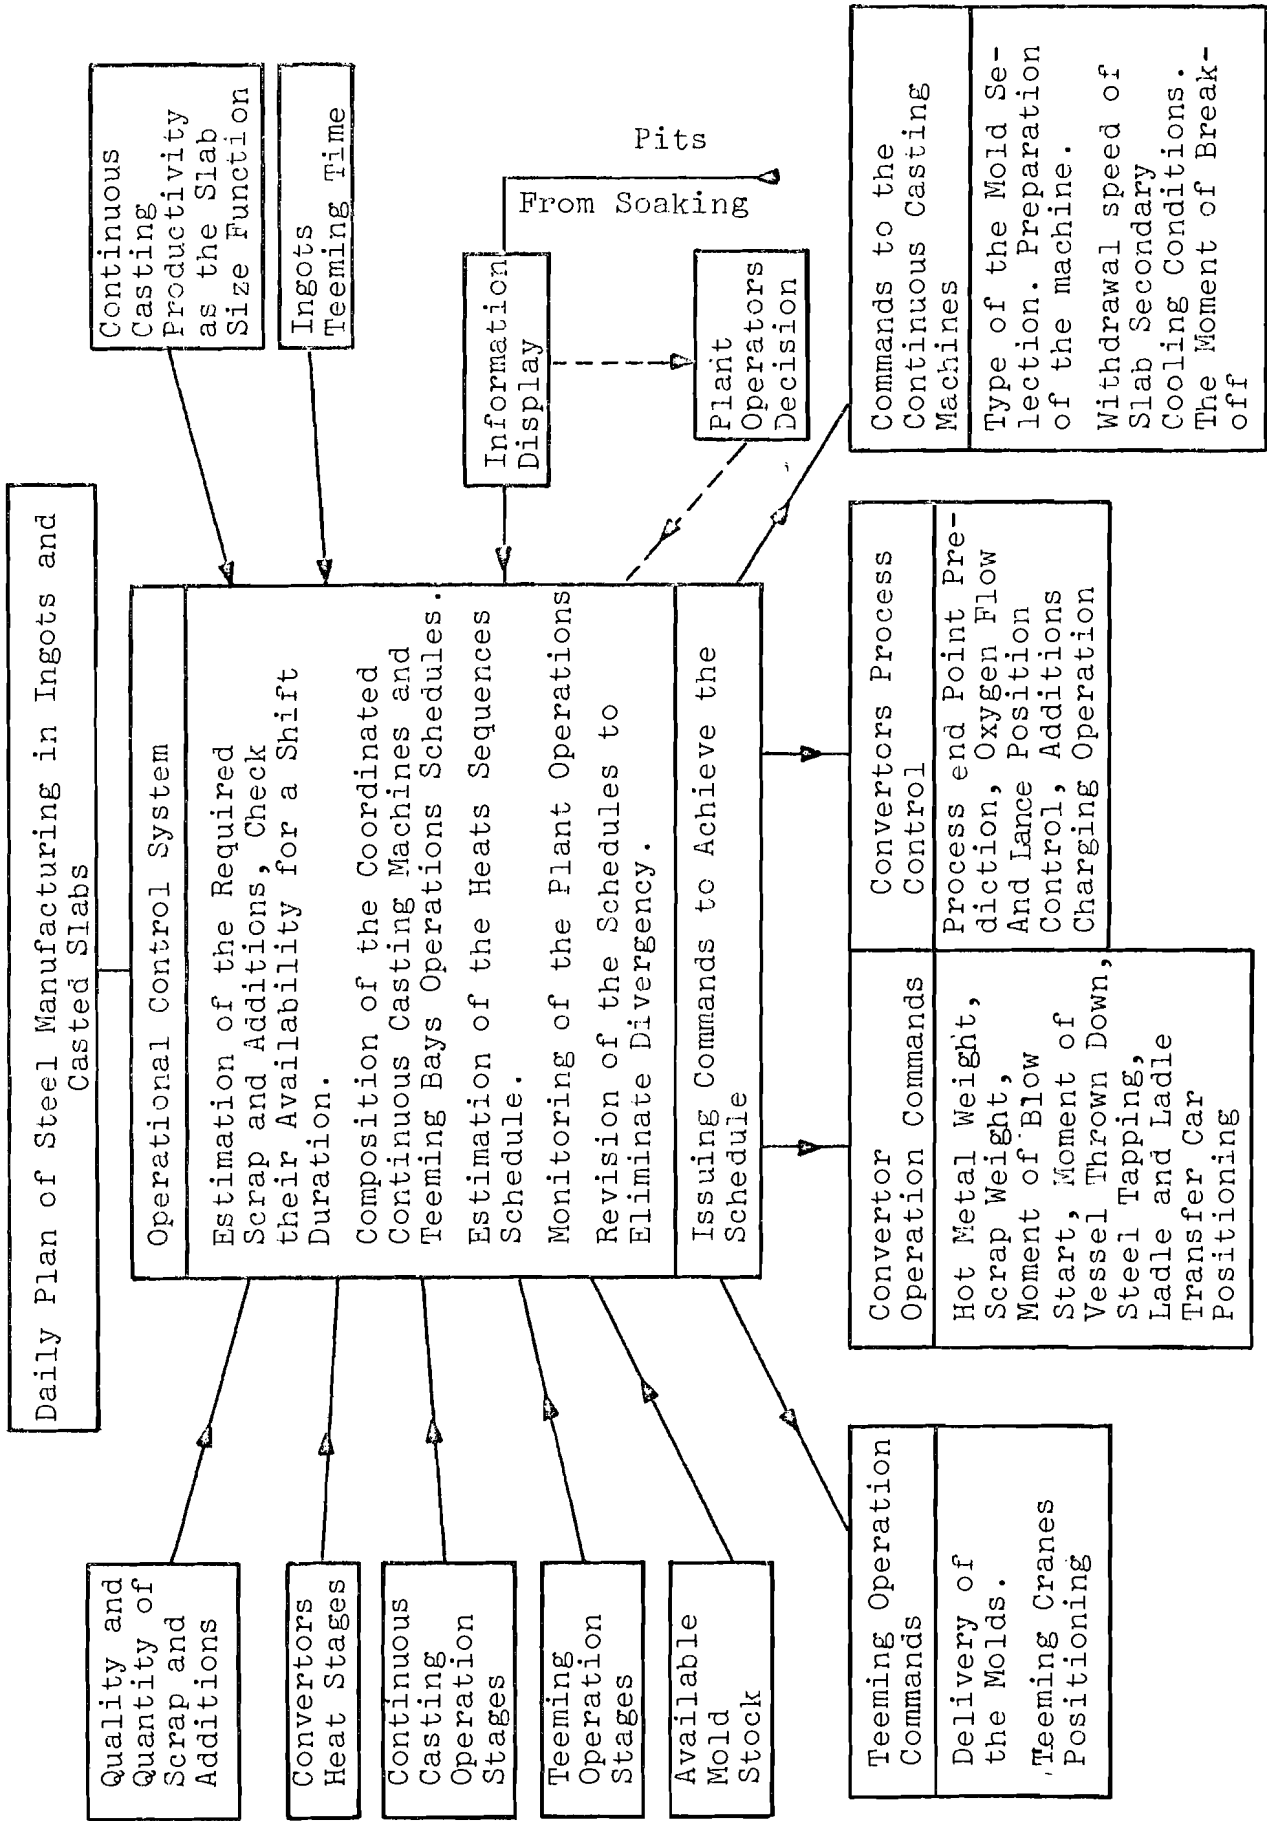 Daily Plan of Steel Manufacturing in Ingots and
Casted Slabs
Operational Control System
Estimation of the Required
Scrap and Additions, Check
their Availability for a Shift
Duration.
Composition of the Coordinated
Continuous Casting Machines and
Teeming Bays Operations Schedules.
Estimation of the Heats Sequences
Schedule.
Monitoring of the Plant Operations
Revision of the Schedules to
Eliminate Divergency.
Issuing Commands to Achieve the
Schedule
Quality and
Quantity of
Scrap and
Additions
Convertors
Heat Stages
Continuous
Casting
Operation
Stages
Teeming
Operation
Stages
Available
Mold
Stock
Continuous
Casting
Productivity
as the Slab
Size Function
Ingots
Teeming Time
Information
Display
From Soaking
Pits
Plant
Operators
Decision
Teeming Operation
Commands
Delivery of
the Molds.
Teeming Cranes
Positioning
Convertor
Operation Commands
Hot Metal Weight,
Scrap Weight,
Moment of Blow
Start, Moment of
Vessel Thrown Down,
Steel Tapping,
Ladle and Ladle
Transfer Car
Positioning
Convertors Process
Control
Process end Point Pre-
diction, Oxygen Flow
And Lance Position
Control, Additions
Charging Operation
Commands to the
Continuous Casting
Machines
Type of the Mold Se-
lection. Preparation
of the machine.
Withdrawal speed of
Slab Secondary
Cooling Conditions.
The Moment of Break-
off